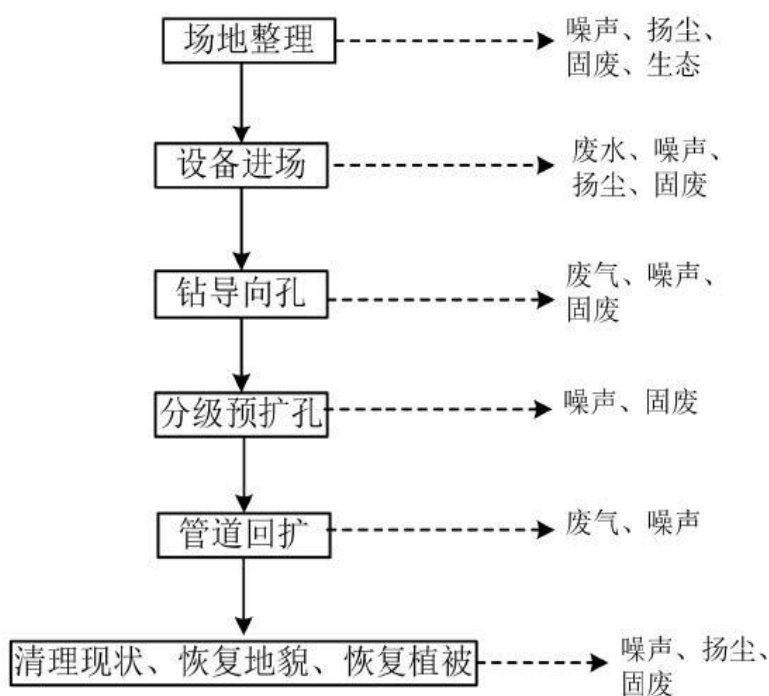 场地整理
噪声、扬尘、
固废、生态
设备进场
废水、噪声、
扬尘、固废
钻导向孔
废气、噪声、
固废
分级预扩孔
噪声、固废
管道回扩
废气、噪声
清理现状、恢复地貌、恢复植被
噪声、扬尘、
固废